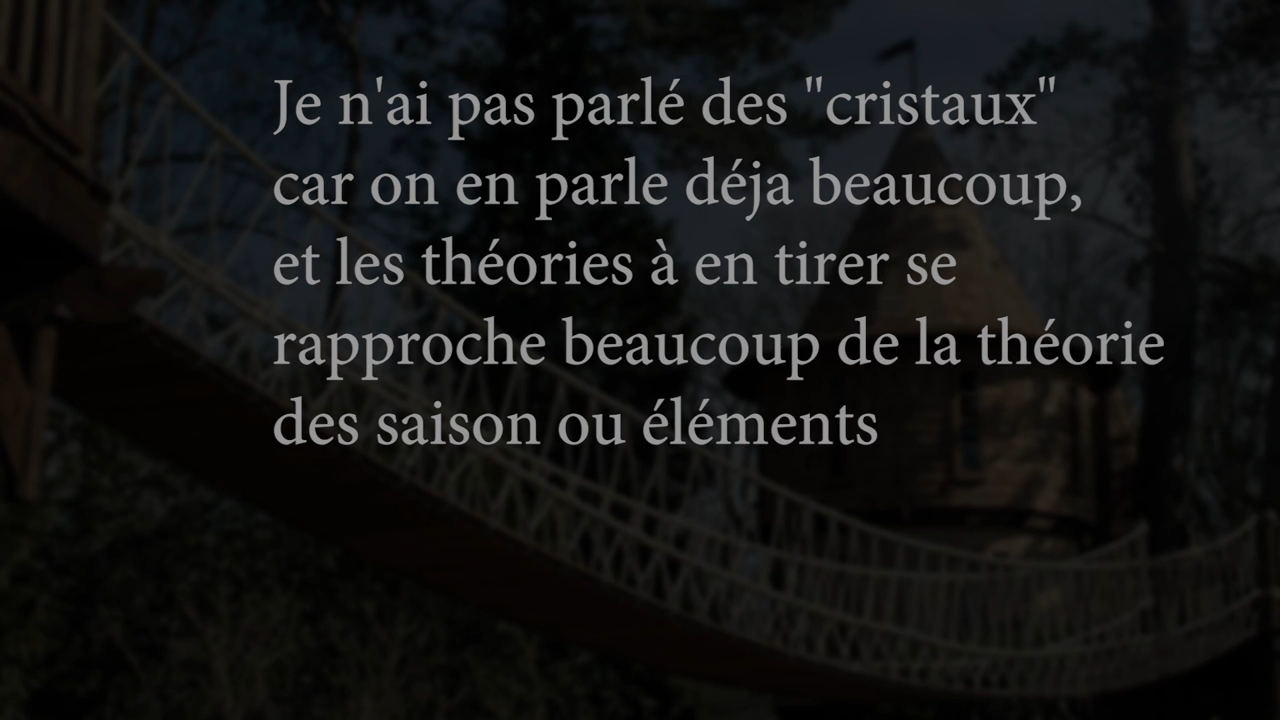 Je n'ai pas parlé des "cristaux"
car on en parle déja beaucoup,
et les théories à en tirer se
rapproche beaucoup de la théorie
des saison ou éléments